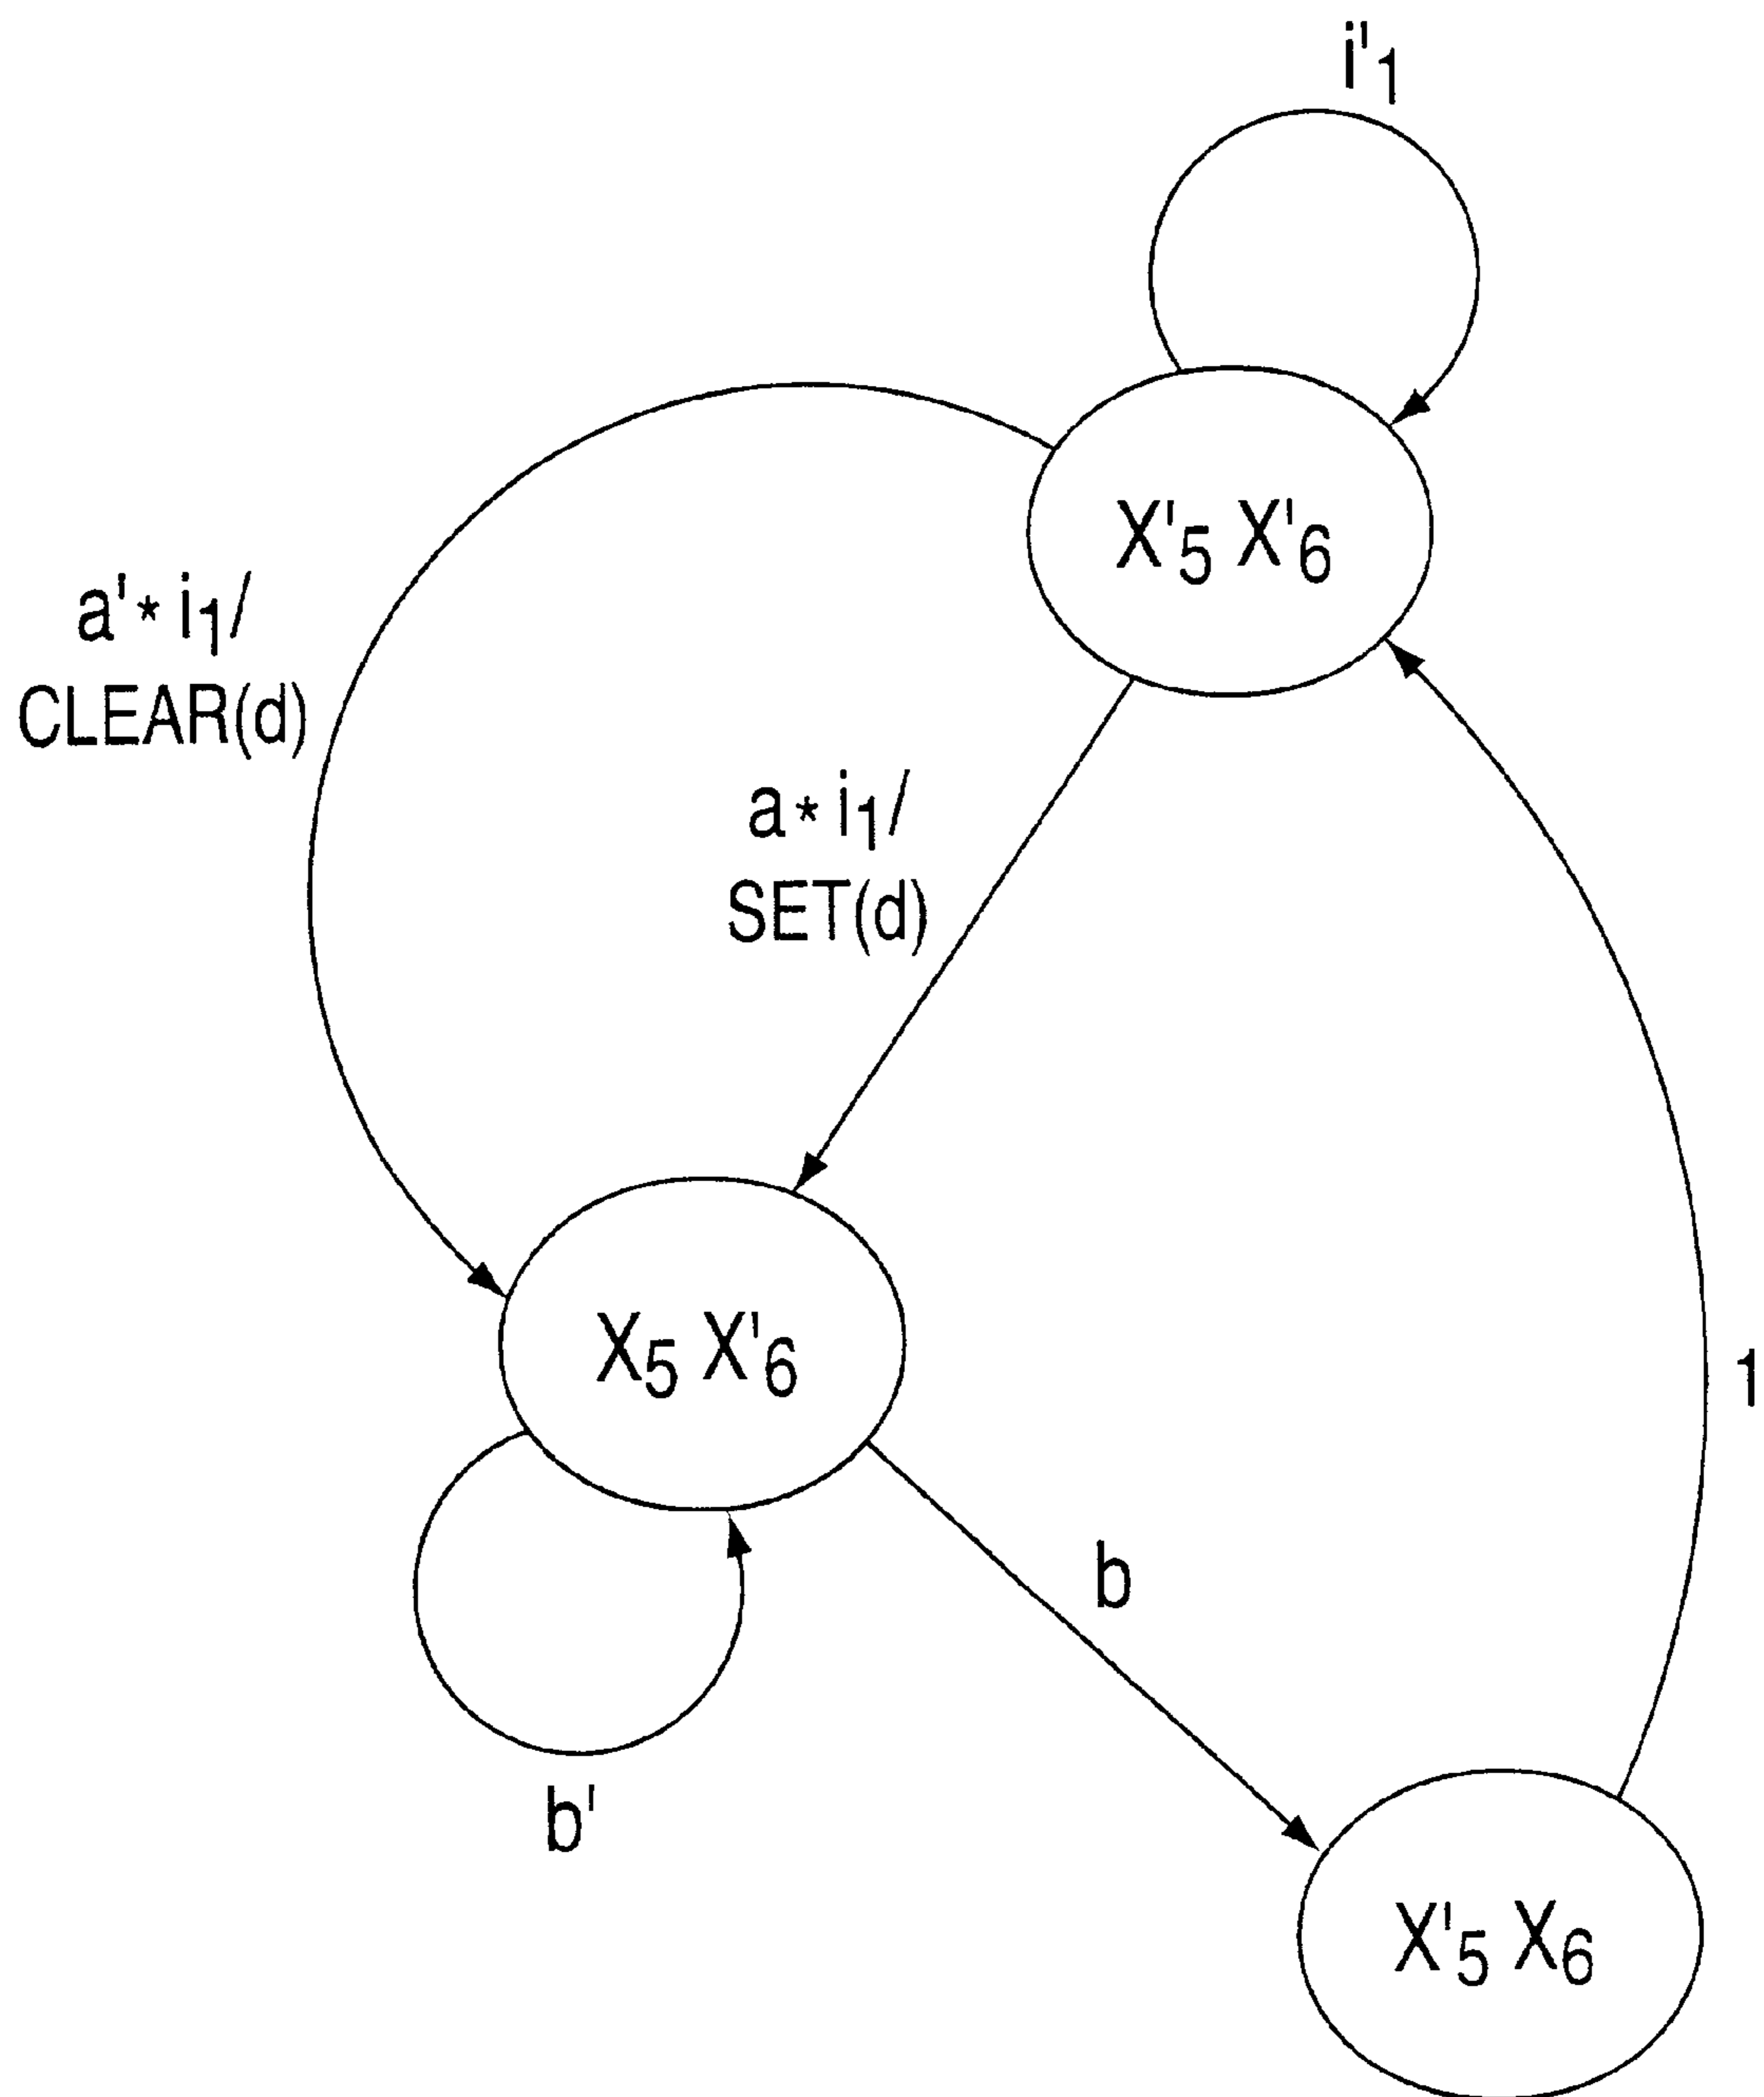 i'1
X'5 X'6
a'* i1/
CLEAR(d)
a* i1/
SET(d)
X5 X'6
1
b
b'
X'5 X6